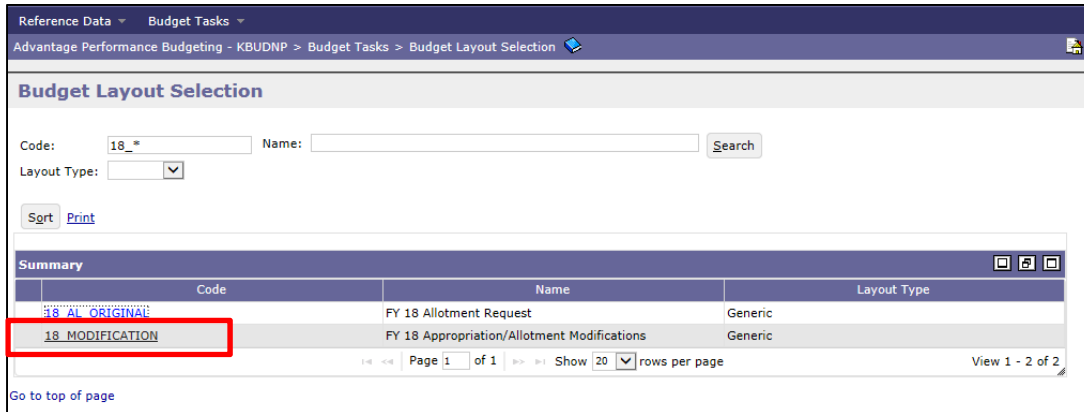 Reference Data Budget Tasks
Advantage Performance Budgeting - KBUDNP > Budget Tasks > Budget Layout Selection
Budget Layout Selection
Code: 18_* Name: Search
Layout Type:
Sort Print
Summary
Code Name Layout Type
18_AL_ORIGINAL FY 18 Allotment Request Generic
18_MODIFICATION FY 18 Appropriation/Allotment Modifications Generic
Page 1 of 1 Show 20 rows per page View 1 - 2 of 2
Go to top of page